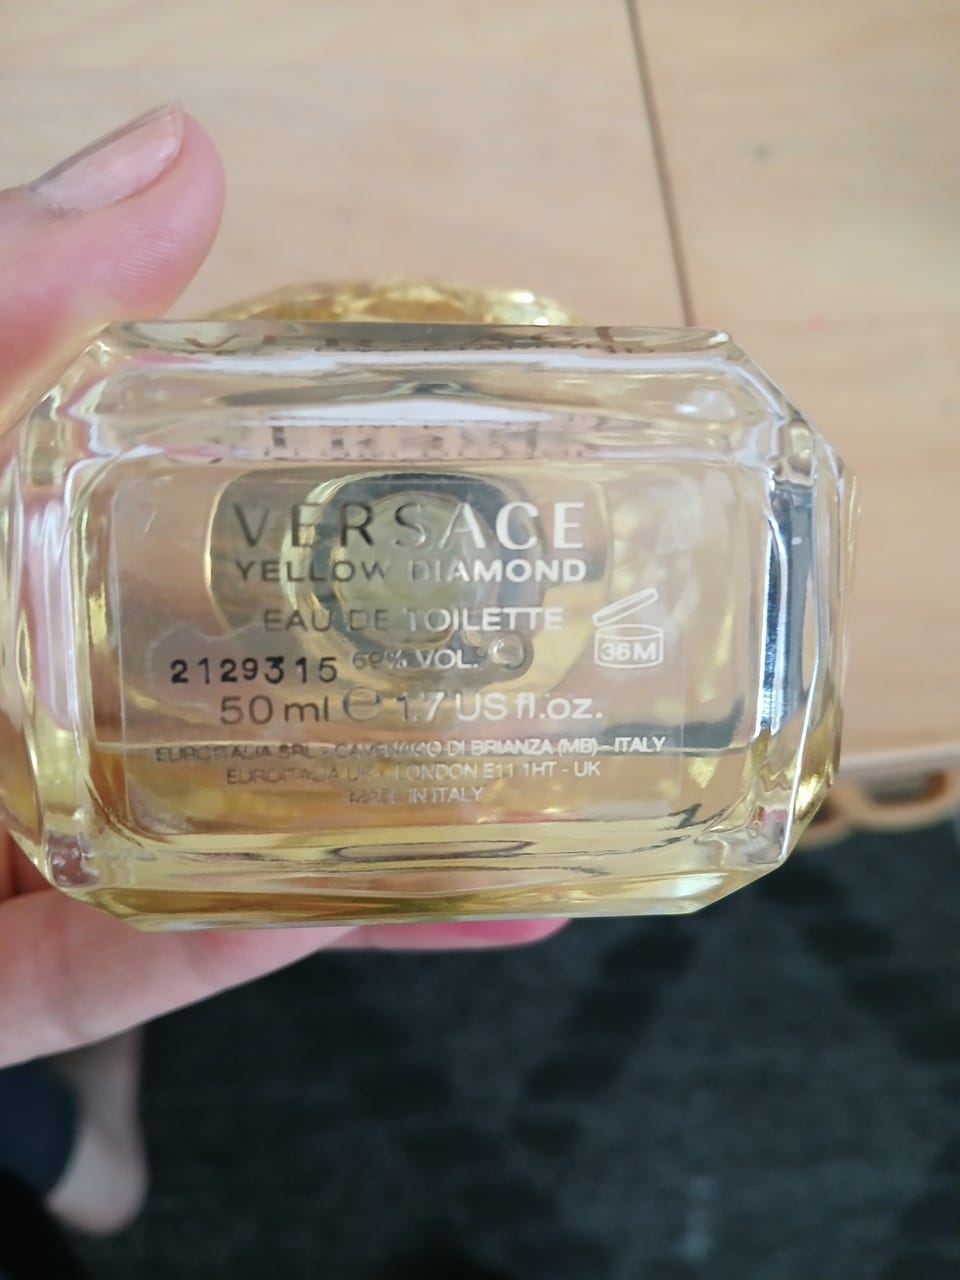 VERSACE
YELLOW DIAMOND
EAU DE TOILETTE
36M
2129315 VOL.
50 ml ℮ 1.7 US fl.oz.
EUROITALIA SRL - CAVENAGO DI BRIANZA (MB) - ITALY
EUROITALIA UK - LONDON E11 1HT - UK
MADE IN ITALY